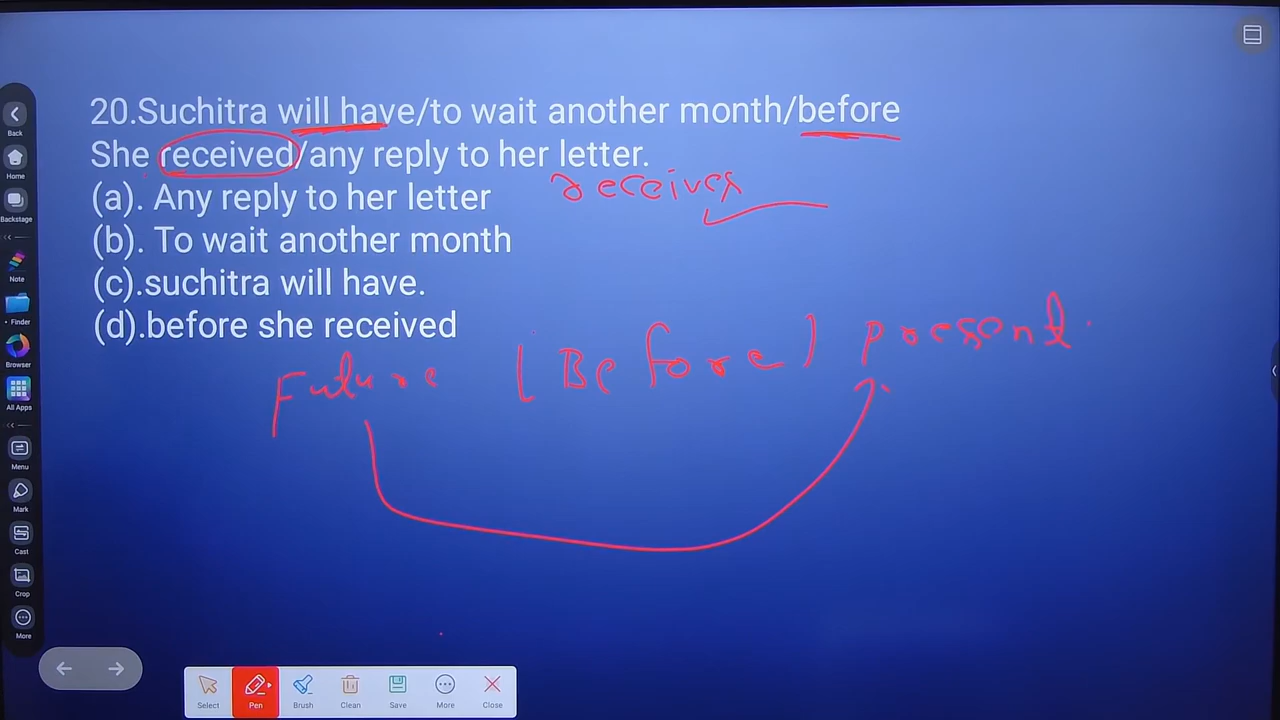 20.Suchitra will have/to wait another month/before
She received/any reply to her letter.
receives
(a). Any reply to her letter
(b). To wait another month
(c).suchitra will have.
(d).before she received
Future (Before) present.
Back
Home
Backstage
Note
Finder
Browser
All Apps
Menu
Mark
Cast
Crop
More
Select
Pen
Brush
Clean
Save
More
Close